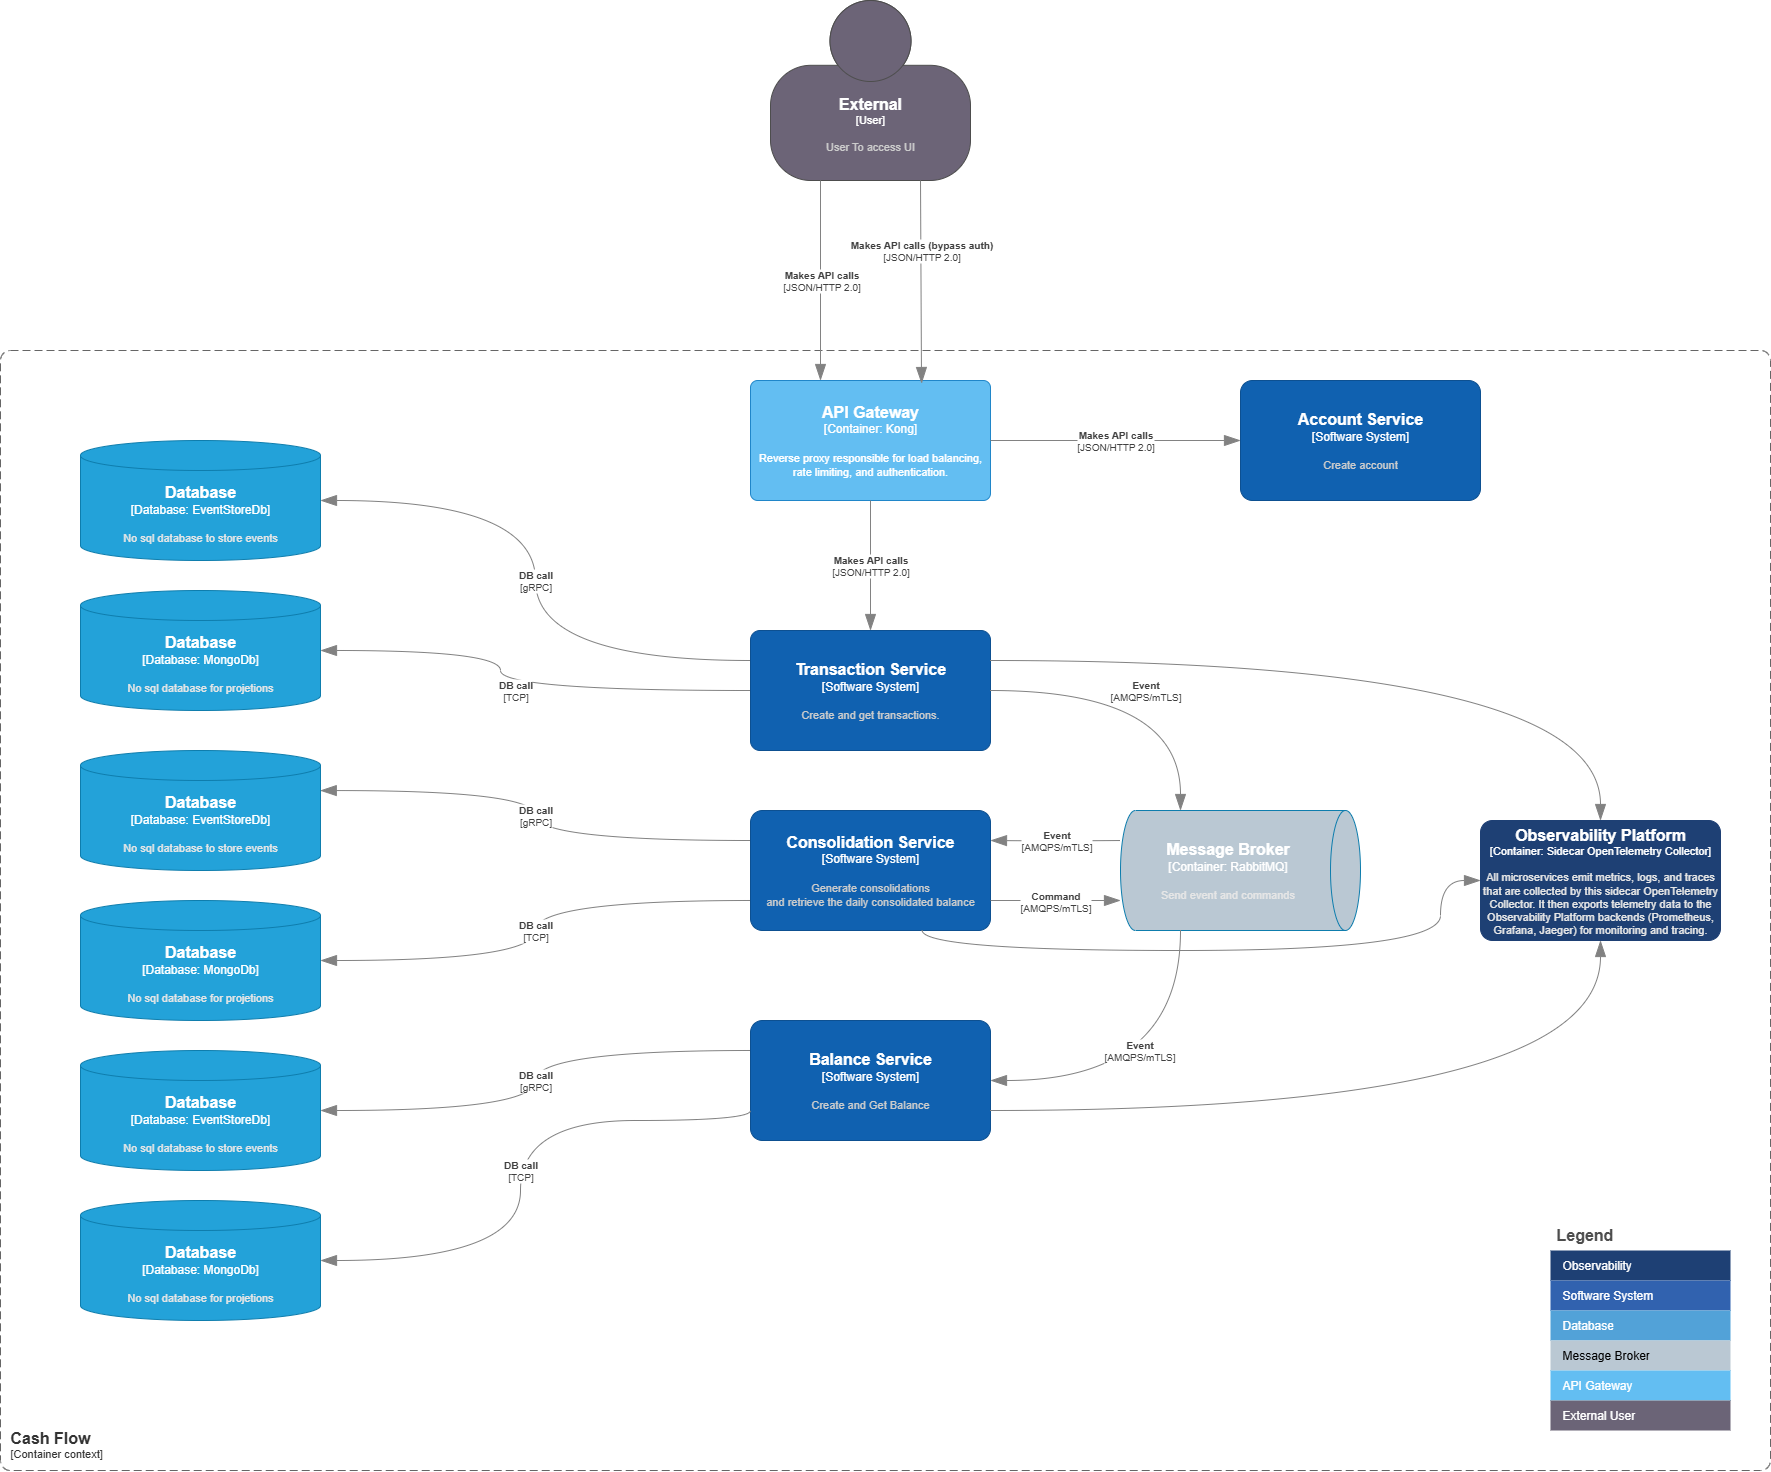 External
[User]
User To access UI
Makes API calls (bypass auth)
[JSON/HTTP 2.0]
Makes API calls
[JSON/HTTP 2.0]
API Gateway
[Container: Kong]
Reverse proxy responsible for load balancing,
rate limiting, and authentication.
Makes API calls
[JSON/HTTP 2.0]
Account Service
[Software System]
Create account
Database
[Database: EventStoreDb]
No sql database to store events
DB call
[gRPC]
Makes API calls
[JSON/HTTP 2.0]
Database
[Database: MongoDb]
No sql database for projetions
DB call
[TCP]
Transaction Service
[Software System]
Create and get transactions.
Event
[AMQPS/mTLS]
Database
[Database: EventStoreDb]
No sql database to store events
DB call
[gRPC]
Consolidation Service
[Software System]
Generate consolidations
and retrieve the daily consolidated balance
Event
[AMQPS/mTLS]
Command
[AMQPS/mTLS]
Message Broker
[Container: RabbitMQ]
Send event and commands
Observability Platform
[Container: Sidecar OpenTelemetry Collector]
All microservices emit metrics, logs, and traces
that are collected by this sidecar OpenTelemetry
Collector. It then exports telemetry data to the
Observability Platform backends (Prometheus,
Grafana, Jaeger) for monitoring and tracing.
Database
[Database: MongoDb]
No sql database for projetions
DB call
[TCP]
Database
[Database: EventStoreDb]
No sql database to store events
DB call
[gRPC]
Balance Service
[Software System]
Create and Get Balance
Event
[AMQPS/mTLS]
DB call
[TCP]
Database
[Database: MongoDb]
No sql database for projetions
Legend
Observability
Software System
Database
Message Broker
API Gateway
External User
Cash Flow
[Container context]